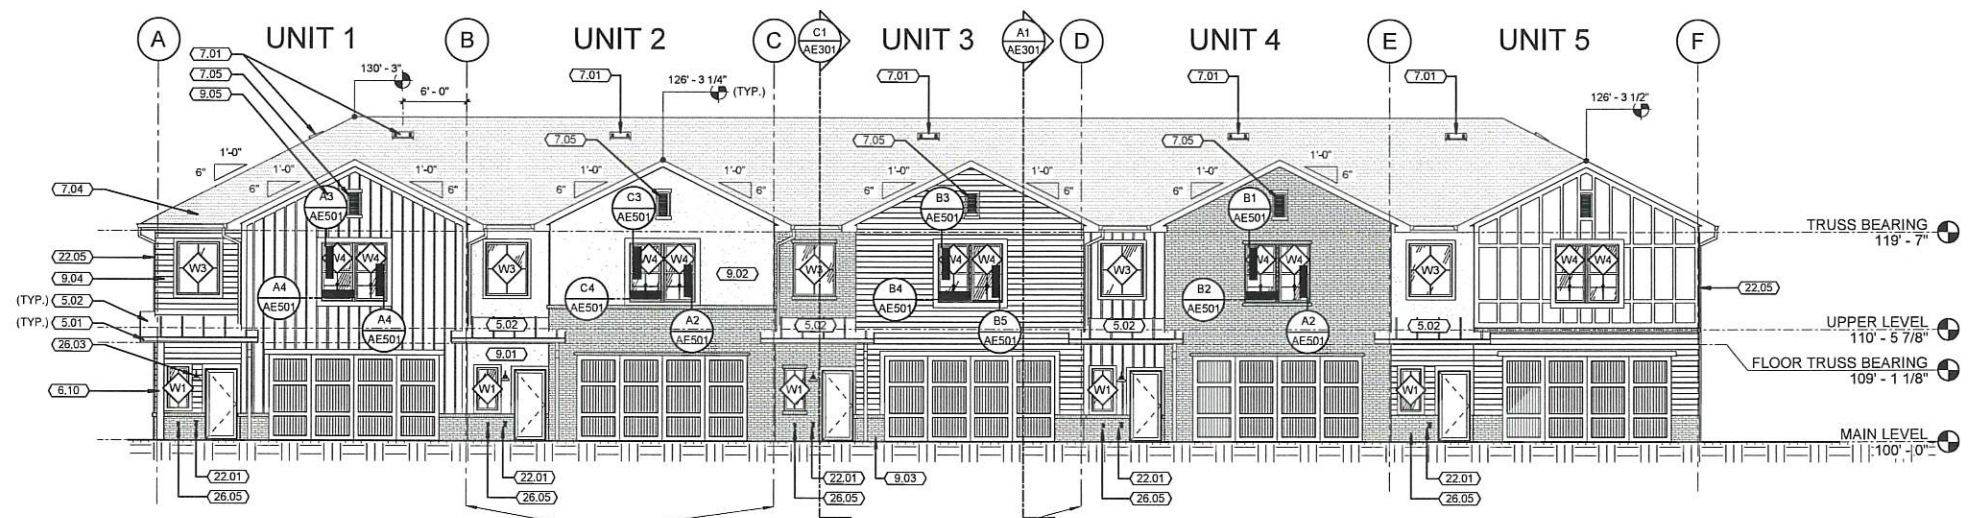 A UNIT 1 B UNIT 2 C C1 AE301 UNIT 3 A1 AE301 D UNIT 4 E UNIT 5 F
7.01
7.05
9.05
130' - 3"
6' - 0"
7.01
126' - 3 1/4" (TYP.)
7.01
7.01
7.01
126' - 3 1/2"
7.05
7.05
7.05
1'-0"
6"
1'-0"
6"
1'-0"
6"
1'-0"
6"
1'-0"
6"
1'-0"
6"
1'-0"
6"
1'-0"
6"
1'-0"
6"
7.04
A3
AE501
C3
AE501
B3
AE501
B1
AE501
TRUSS BEARING
119' - 7"
22.05
9.04
W3
W4 W4
W3
W4 W4
9.02
W3
W4 W4
W3
W4 W4
W3
W4 W4
22.05
A4
AE501
C4
AE501
B4
AE501
B2
AE501
(TYP.) 5.02
(TYP.) 5.01
26.03
6.10
A4
AE501
5.02
9.01
A2
AE501
5.02
B5
AE501
5.02
A2
AE501
5.02
UPPER LEVEL
110' - 5 7/8"
FLOOR TRUSS BEARING
109' - 1 1/8"
W1
W1
W1
W1
W1
MAIN LEVEL
100' - 0"
22.01
26.05
22.01
26.05
22.01
26.05
9.03
22.01
26.05
22.01
26.05